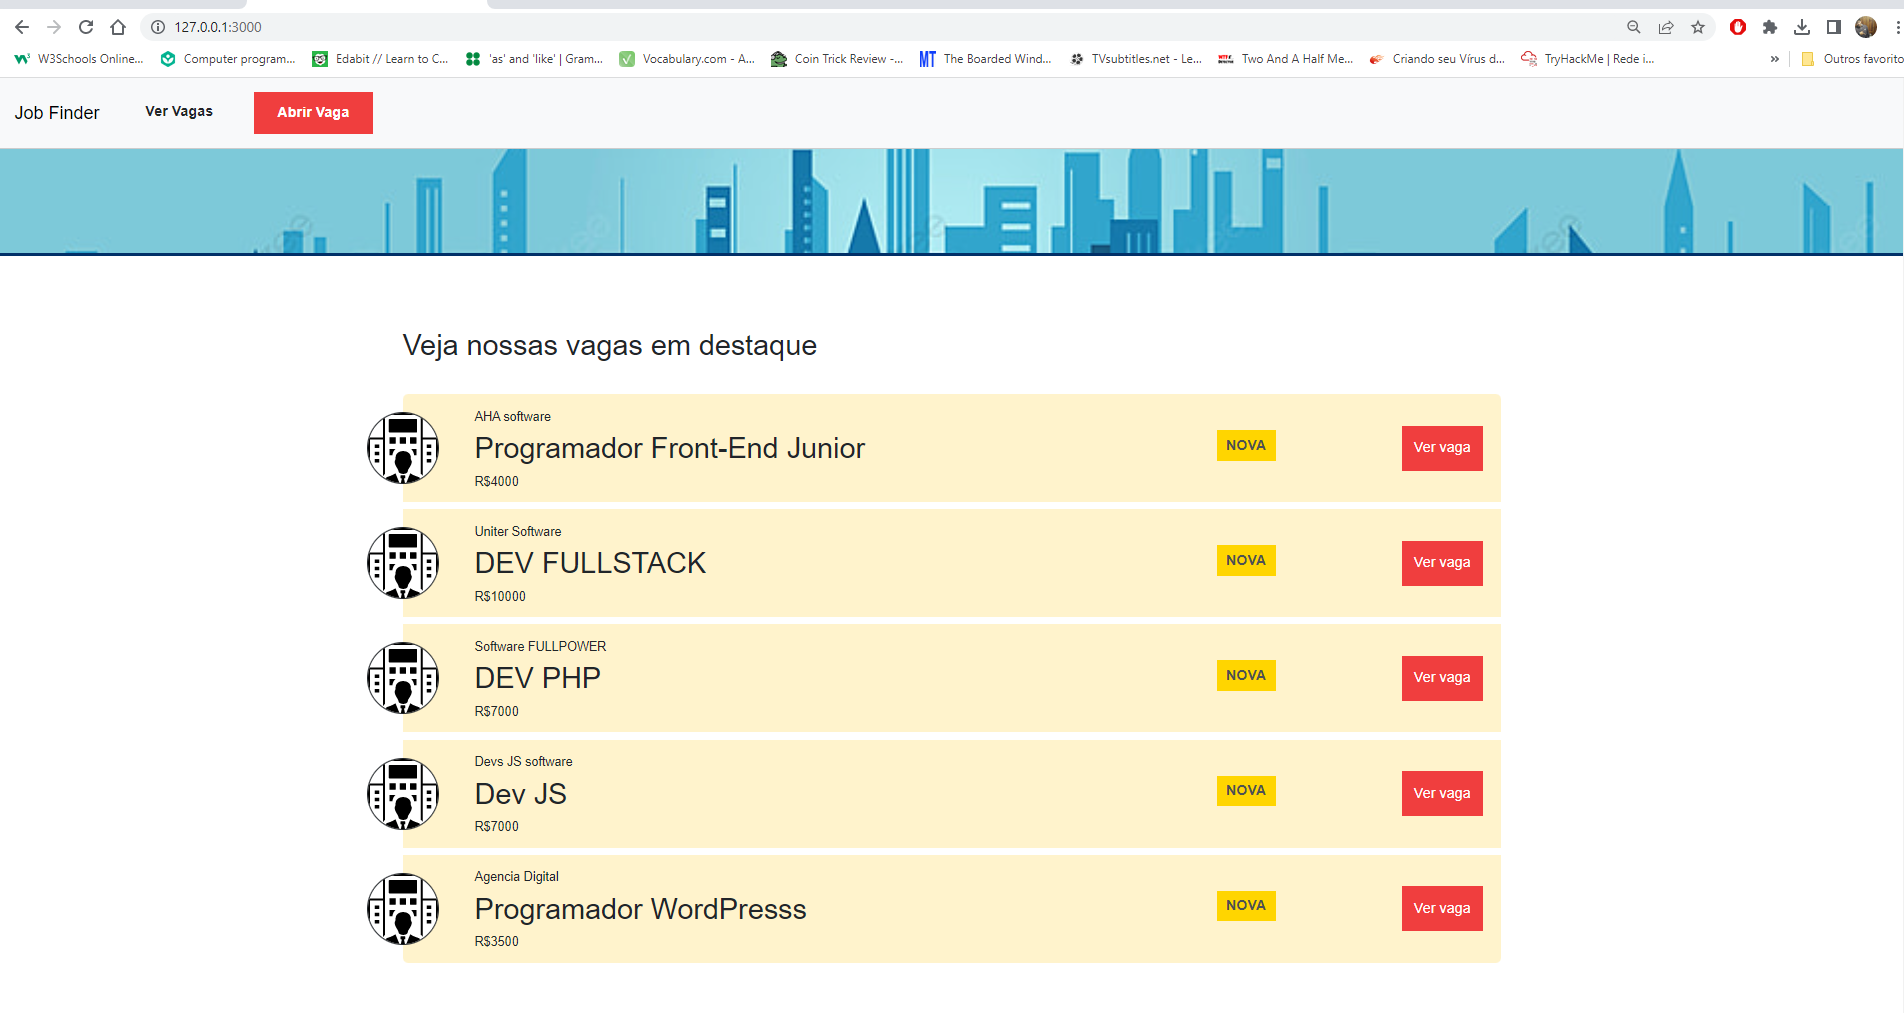 127.0.0.1:3000
W3Schools Online... Computer program... Edabit // Learn to C... 'as' and 'like' | Gram... Vocabulary.com - A... Coin Trick Review -... MT The Boarded Wind... TVsubtitles.net - Le... Two And A Half Me... Criando seu Vírus d... TryHackMe | Rede i... » Outros favorito
Job Finder Ver Vagas Abrir Vaga
Veja nossas vagas em destaque
AHA software
Programador Front-End Junior
R$4000
NOVA
Ver vaga
Uniter Software
DEV FULLSTACK
R$10000
NOVA
Ver vaga
Software FULLPOWER
DEV PHP
R$7000
NOVA
Ver vaga
Devs JS software
Dev JS
R$7000
NOVA
Ver vaga
Agencia Digital
Programador WordPresss
R$3500
NOVA
Ver vaga